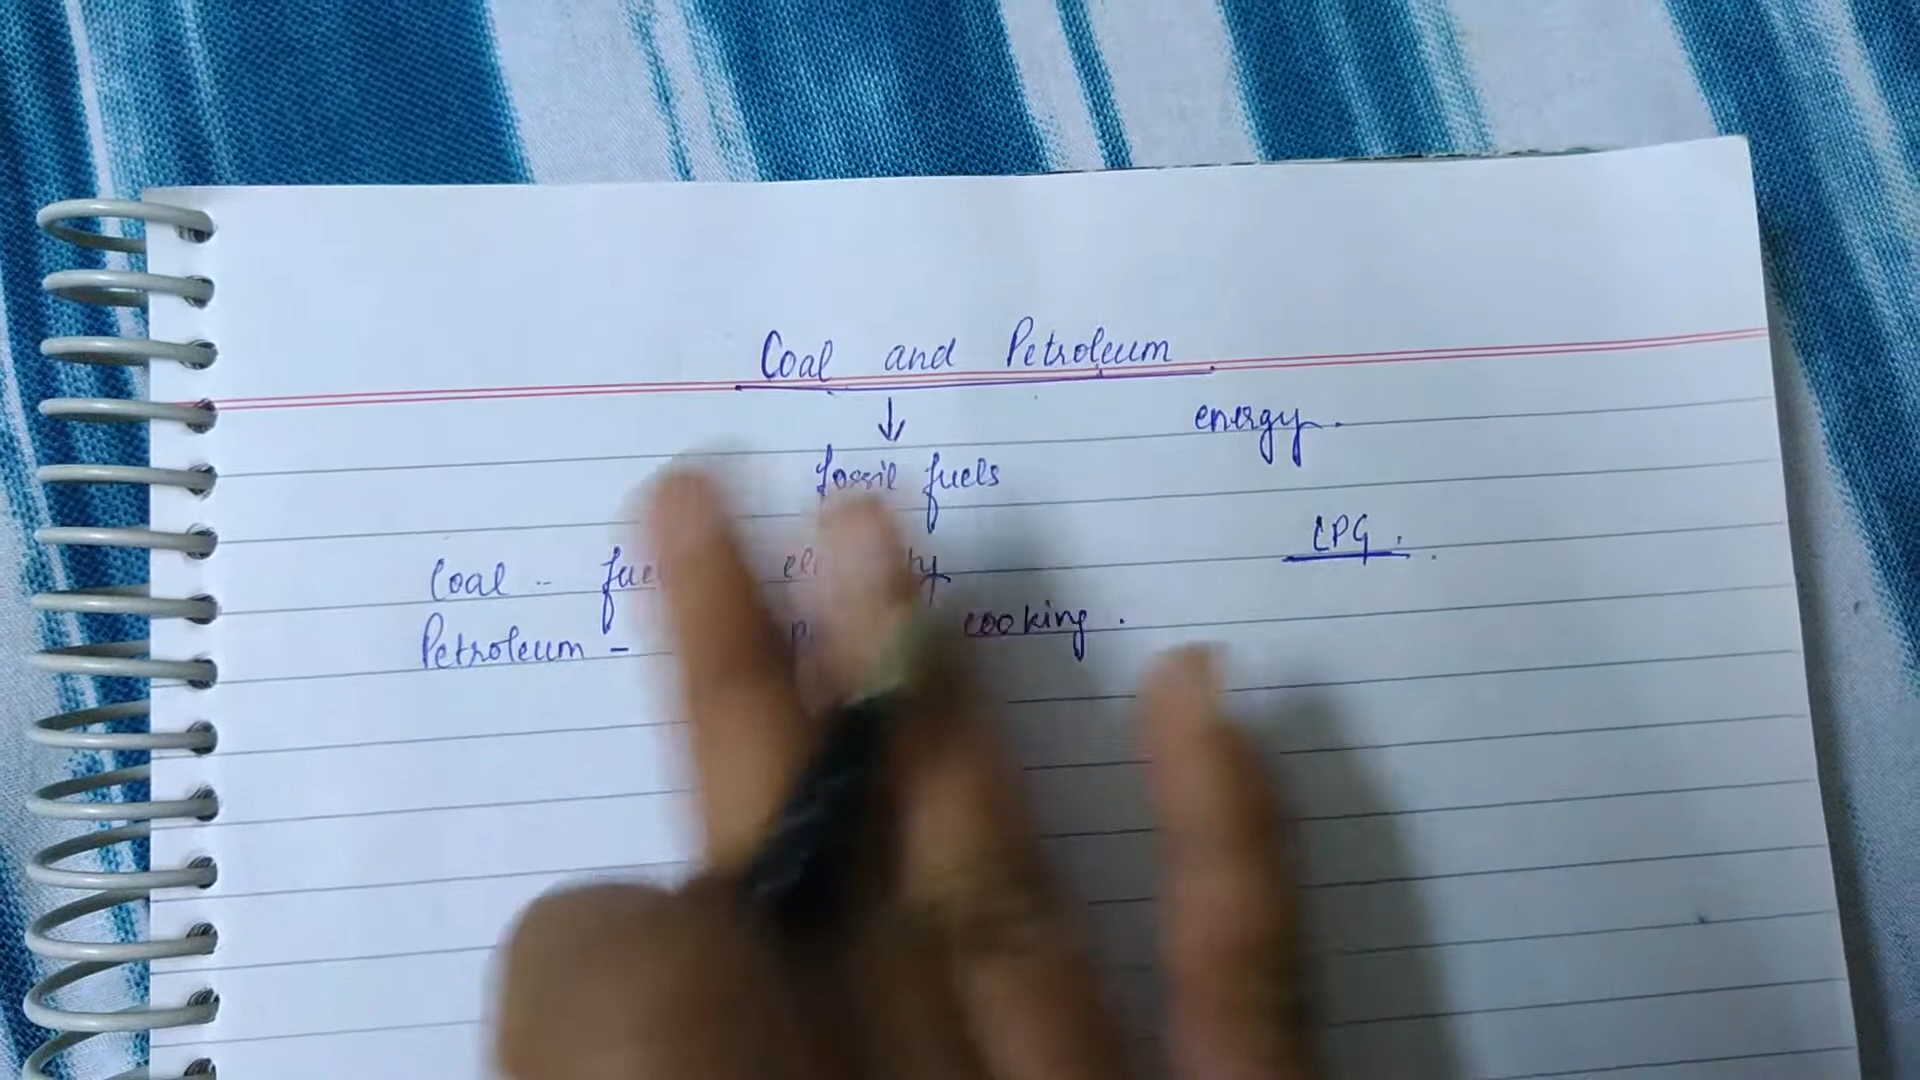 Coal and Petroleum
energy.
fossil fuels
LPG.
Coal -
Petroleum - cooking.